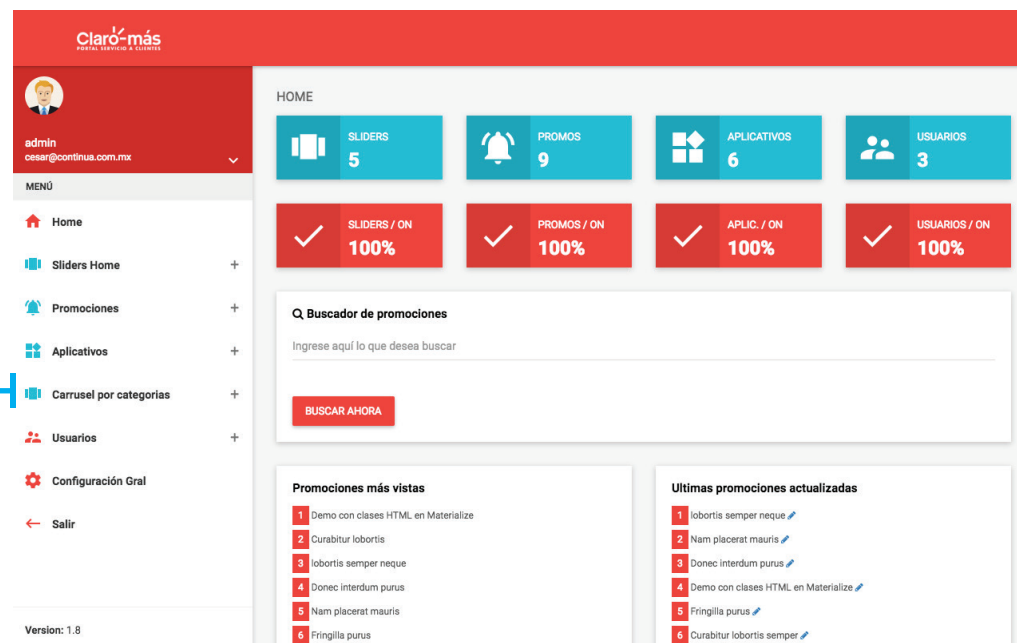 Claro-más
PORTAL SERVICIO A CLIENTES
admin
cesar@continua.com.mx
MENÚ
Home
Sliders Home +
Promociones +
Aplicativos +
Carrusel por categorias +
Usuarios +
Configuración Gral
Salir
Version: 1.8
HOME
SLIDERS
5
PROMOS
9
APLICATIVOS
6
USUARIOS
3
SLIDERS / ON
100%
PROMOS / ON
100%
APLIC. / ON
100%
USUARIOS / ON
100%
Buscador de promociones
Ingrese aquí lo que desea buscar
BUSCAR AHORA
Promociones más vistas
1 Demo con clases HTML en Materialize
2 Curabitur lobortis
3 lobortis semper neque
4 Donec interdum purus
5 Nam placerat mauris
6 Fringilla purus
Ultimas promociones actualizadas
1 lobortis semper neque
2 Nam placerat mauris
3 Donec interdum purus
4 Demo con clases HTML en Materialize
5 Fringilla purus
6 Curabitur lobortis semper